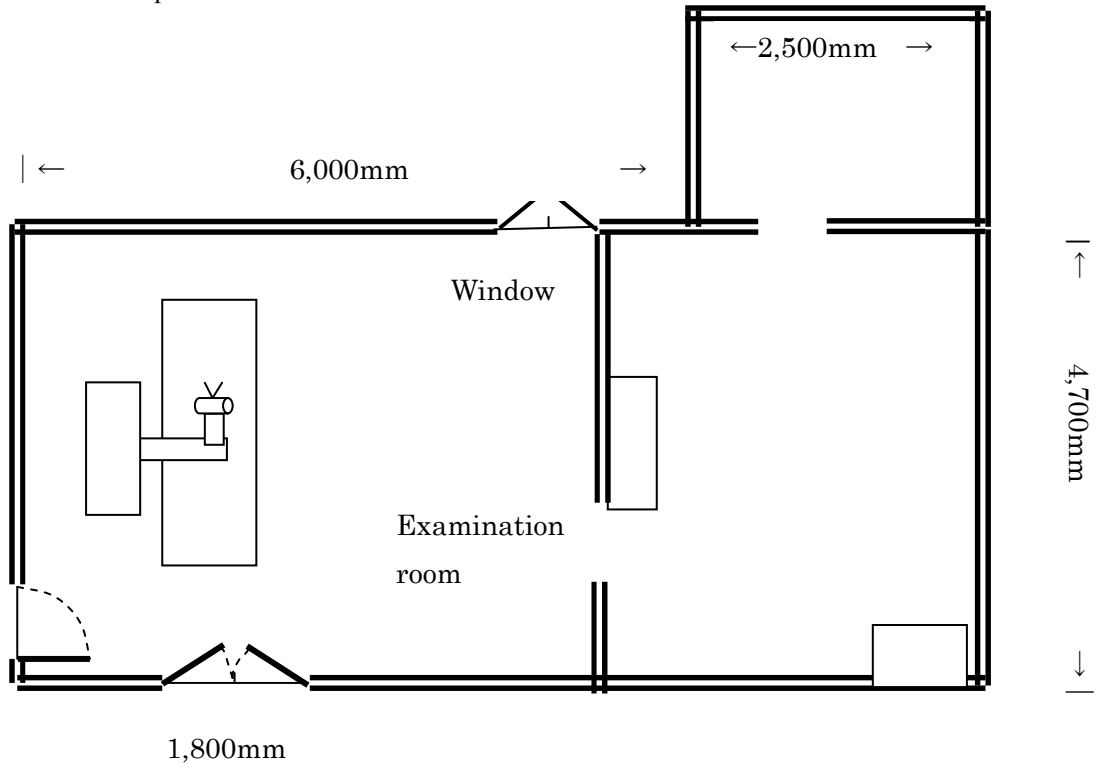 ←2,500mm →
|← 6,000mm →
Window
4,700mm
Examination
room
1,800mm